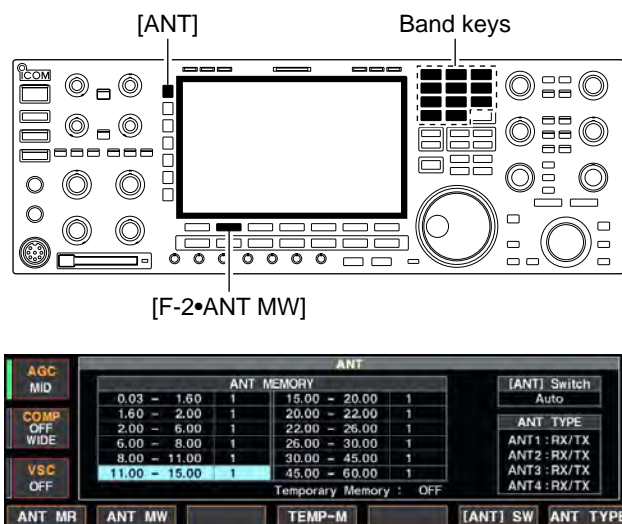 [ANT] Band keys
ICOM
[F-2•ANT MW]
ANT
AGC
MID
COMP
OFF
WIDE
VSC
OFF
ANT MEMORY
0.03 – 1.60 1 15.00 – 20.00 1
1.60 – 2.00 1 20.00 – 22.00 1
2.00 – 6.00 1 22.00 – 26.00 1
6.00 – 8.00 1 26.00 – 30.00 1
8.00 – 11.00 1 30.00 – 45.00 1
11.00 – 15.00 1 45.00 – 60.00 1
Temporary Memory : OFF
[ANT] Switch
Auto
ANT TYPE
ANT1 : RX/TX
ANT2 : RX/TX
ANT3 : RX/TX
ANT4 : RX/TX
ANT MR ANT MW TEMP-M [ANT] SW ANT TYPE